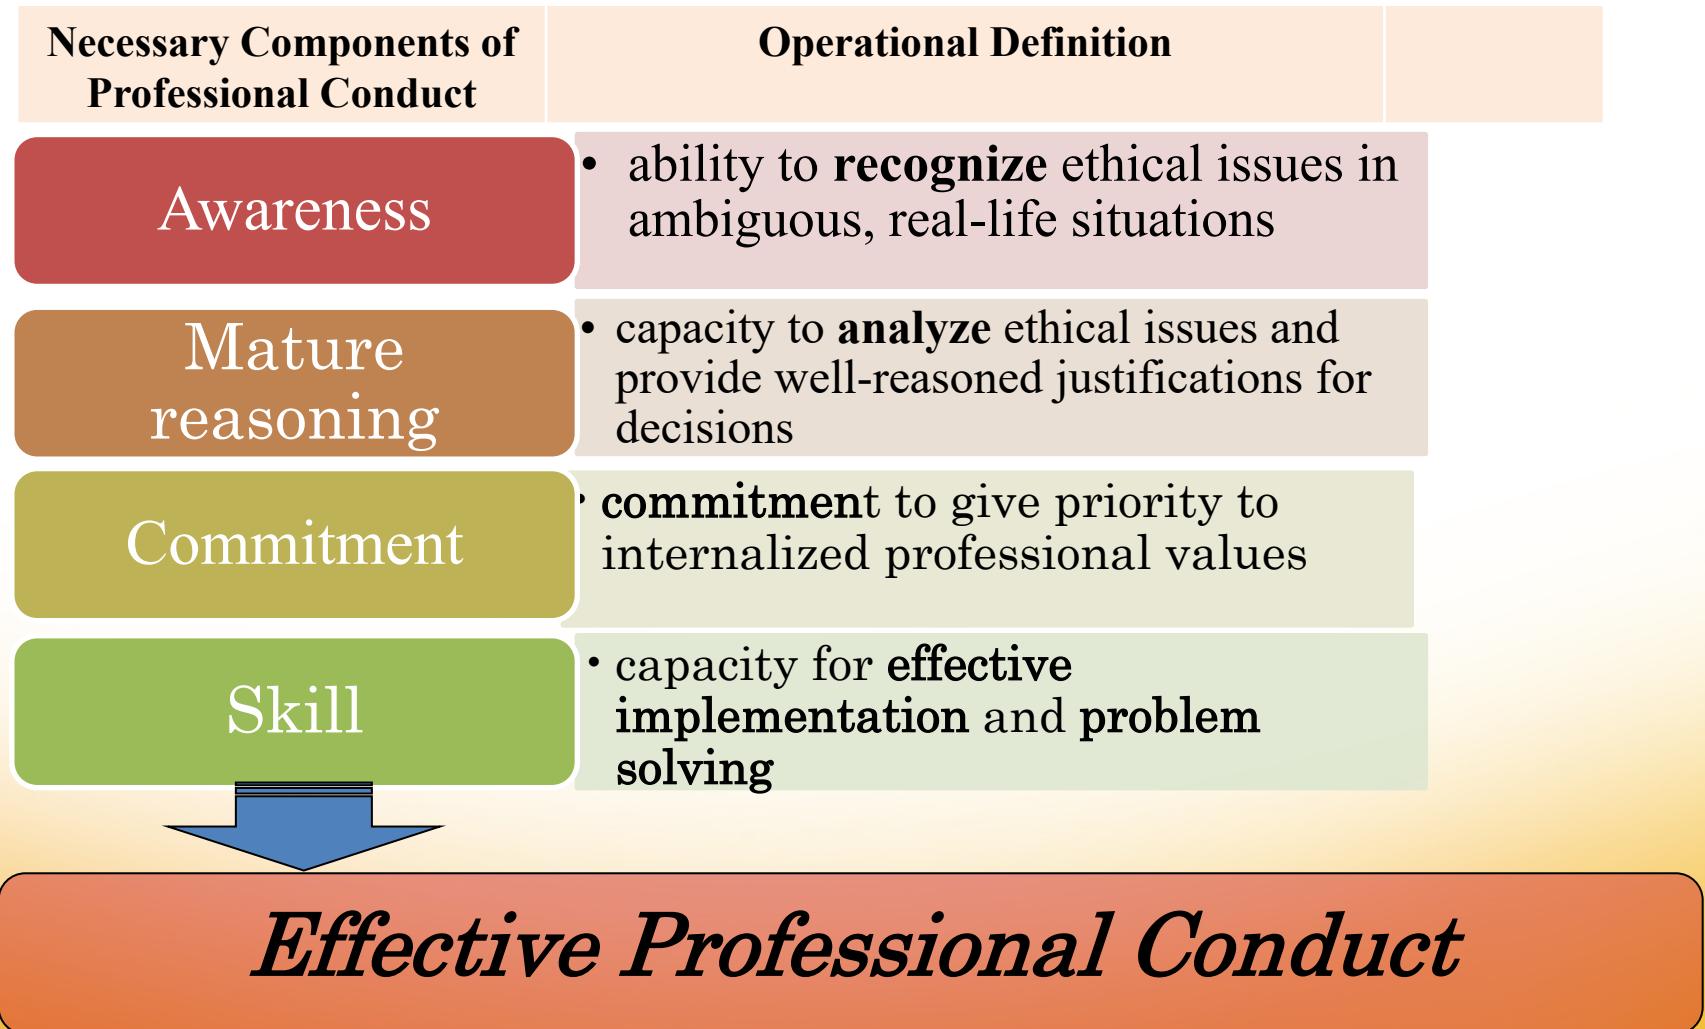 Necessary Components of
Professional Conduct
Operational Definition
Awareness
• ability to recognize ethical issues in
ambiguous, real-life situations
Mature
reasoning
• capacity to analyze ethical issues and
provide well-reasoned justifications for
decisions
Commitment
• commitment to give priority to
internalized professional values
Skill
• capacity for effective
implementation and problem
solving
Effective Professional Conduct